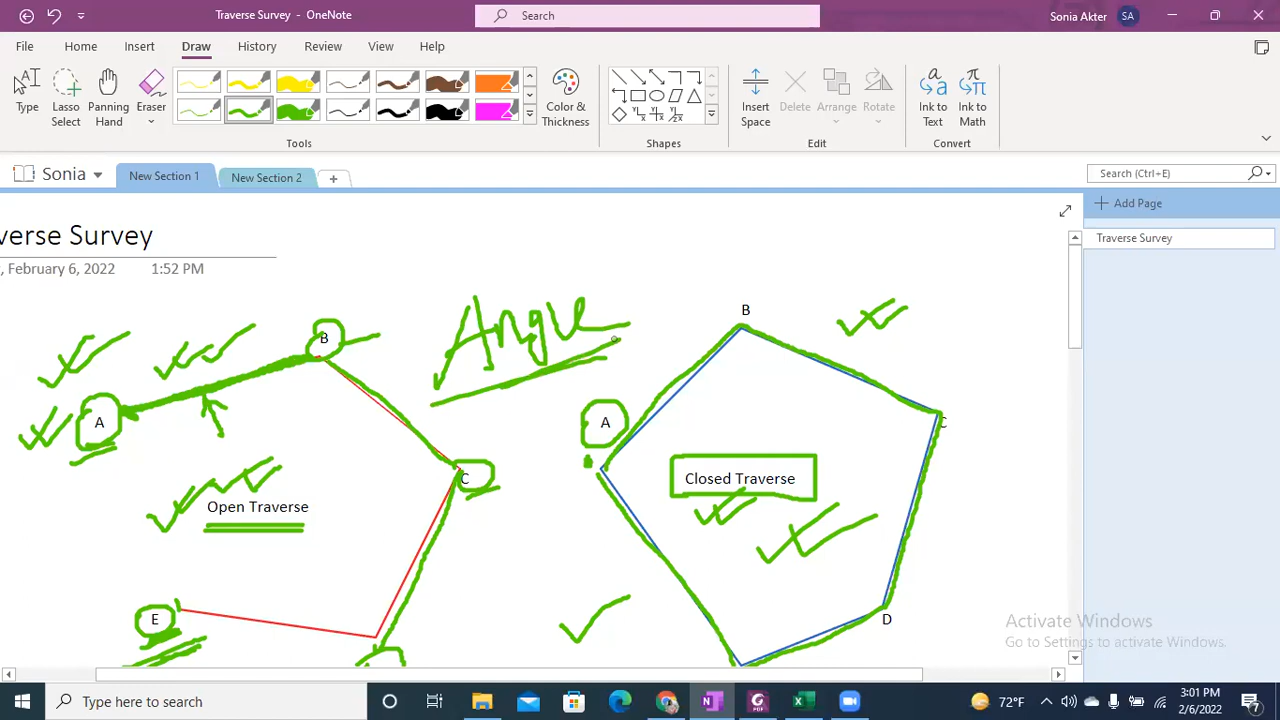 Traverse Survey - OneNote
Search
Sonia Akter SA
File Home Insert Draw History Review View Help
Type
Lasso Select
Panning Hand
Eraser
Color & Thickness
Insert Space
Delete
Arrange
Rotate
Ink to Text
Ink to Math
Tools Shapes Edit Convert
Sonia New Section 1 New Section 2
Search (Ctrl+E)
Add Page
Traverse Survey
verse Survey
, February 6, 2022 1:52 PM
Angle
B
A
C
Open Traverse
E
B
A
C
Closed Traverse
D
Activate Windows
Go to Settings to activate Windows.
Type here to search
72°F
3:01 PM
2/6/2022
7